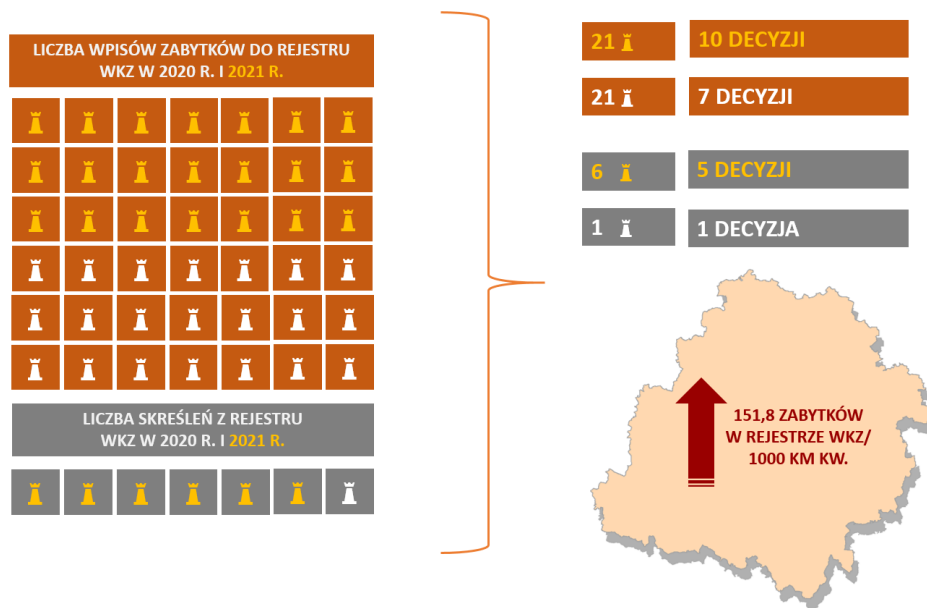 LICZBA WPISÓW ZABYTKÓW DO REJESTRU
WKZ W 2020 R. I 2021 R.
LICZBA SKREŚLEŃ Z REJESTRU
WKZ W 2020 R. I 2021 R.
21 10 DECYZJI
21 7 DECYZJI
6 5 DECYZJI
1 1 DECYZJA
151,8 ZABYTKÓW
W REJESTRZE WKZ/
1000 KM KW.